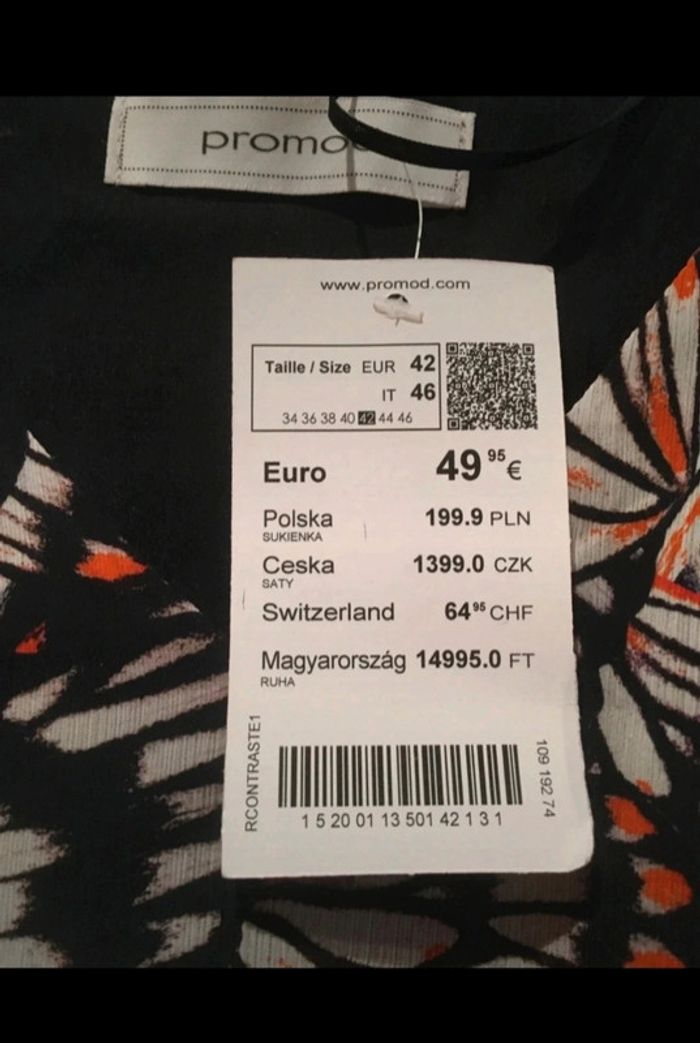 promo
www.promod.com
Taille / Size EUR 42
IT 46
34 36 38 40 42 44 46
Euro 49 95 €
Polska 199.9 PLN
SUKIENKA
Ceska 1399.0 CZK
SATY
Switzerland 64 95 CHF
Magyarország 14995.0 FT
RUHA
RCONTRASTE1
109 192 74
1 5 20 01 13 501 42 1 3 1